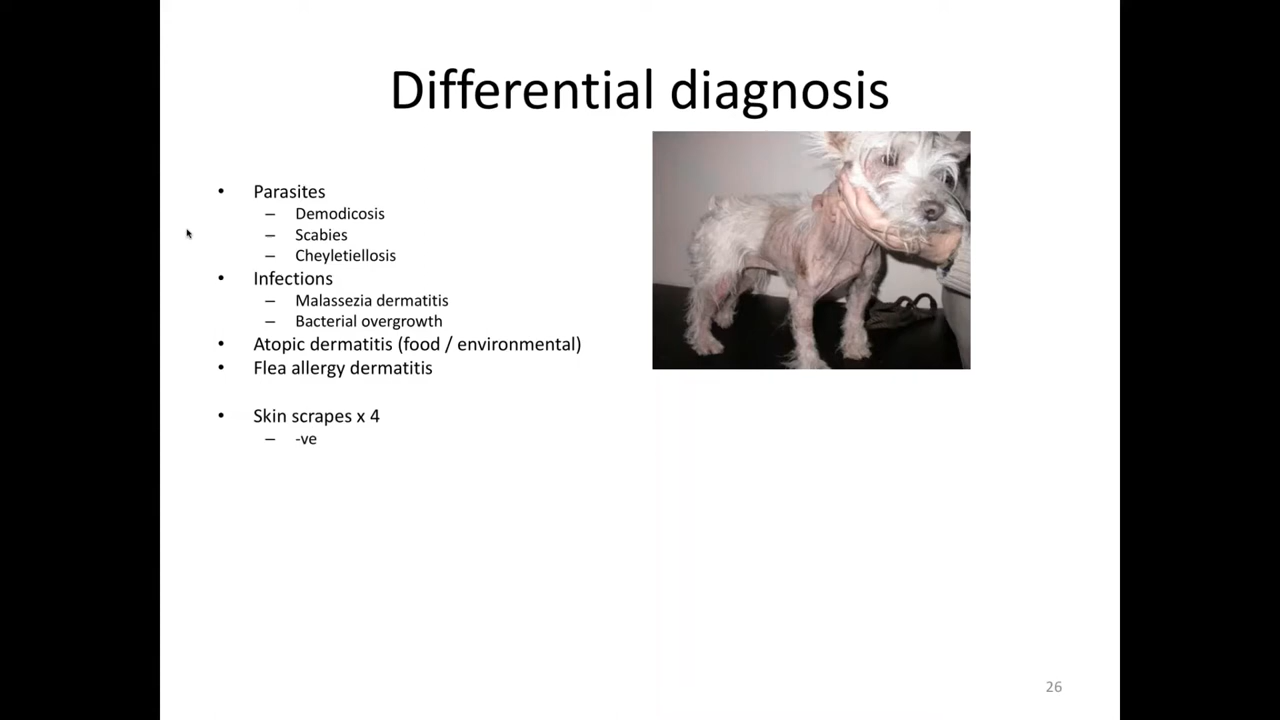 Differential diagnosis
• Parasites
– Demodicosis
– Scabies
– Cheyletiellosis
• Infections
– Malassezia dermatitis
– Bacterial overgrowth
• Atopic dermatitis (food / environmental)
• Flea allergy dermatitis
• Skin scrapes x 4
– -ve
26